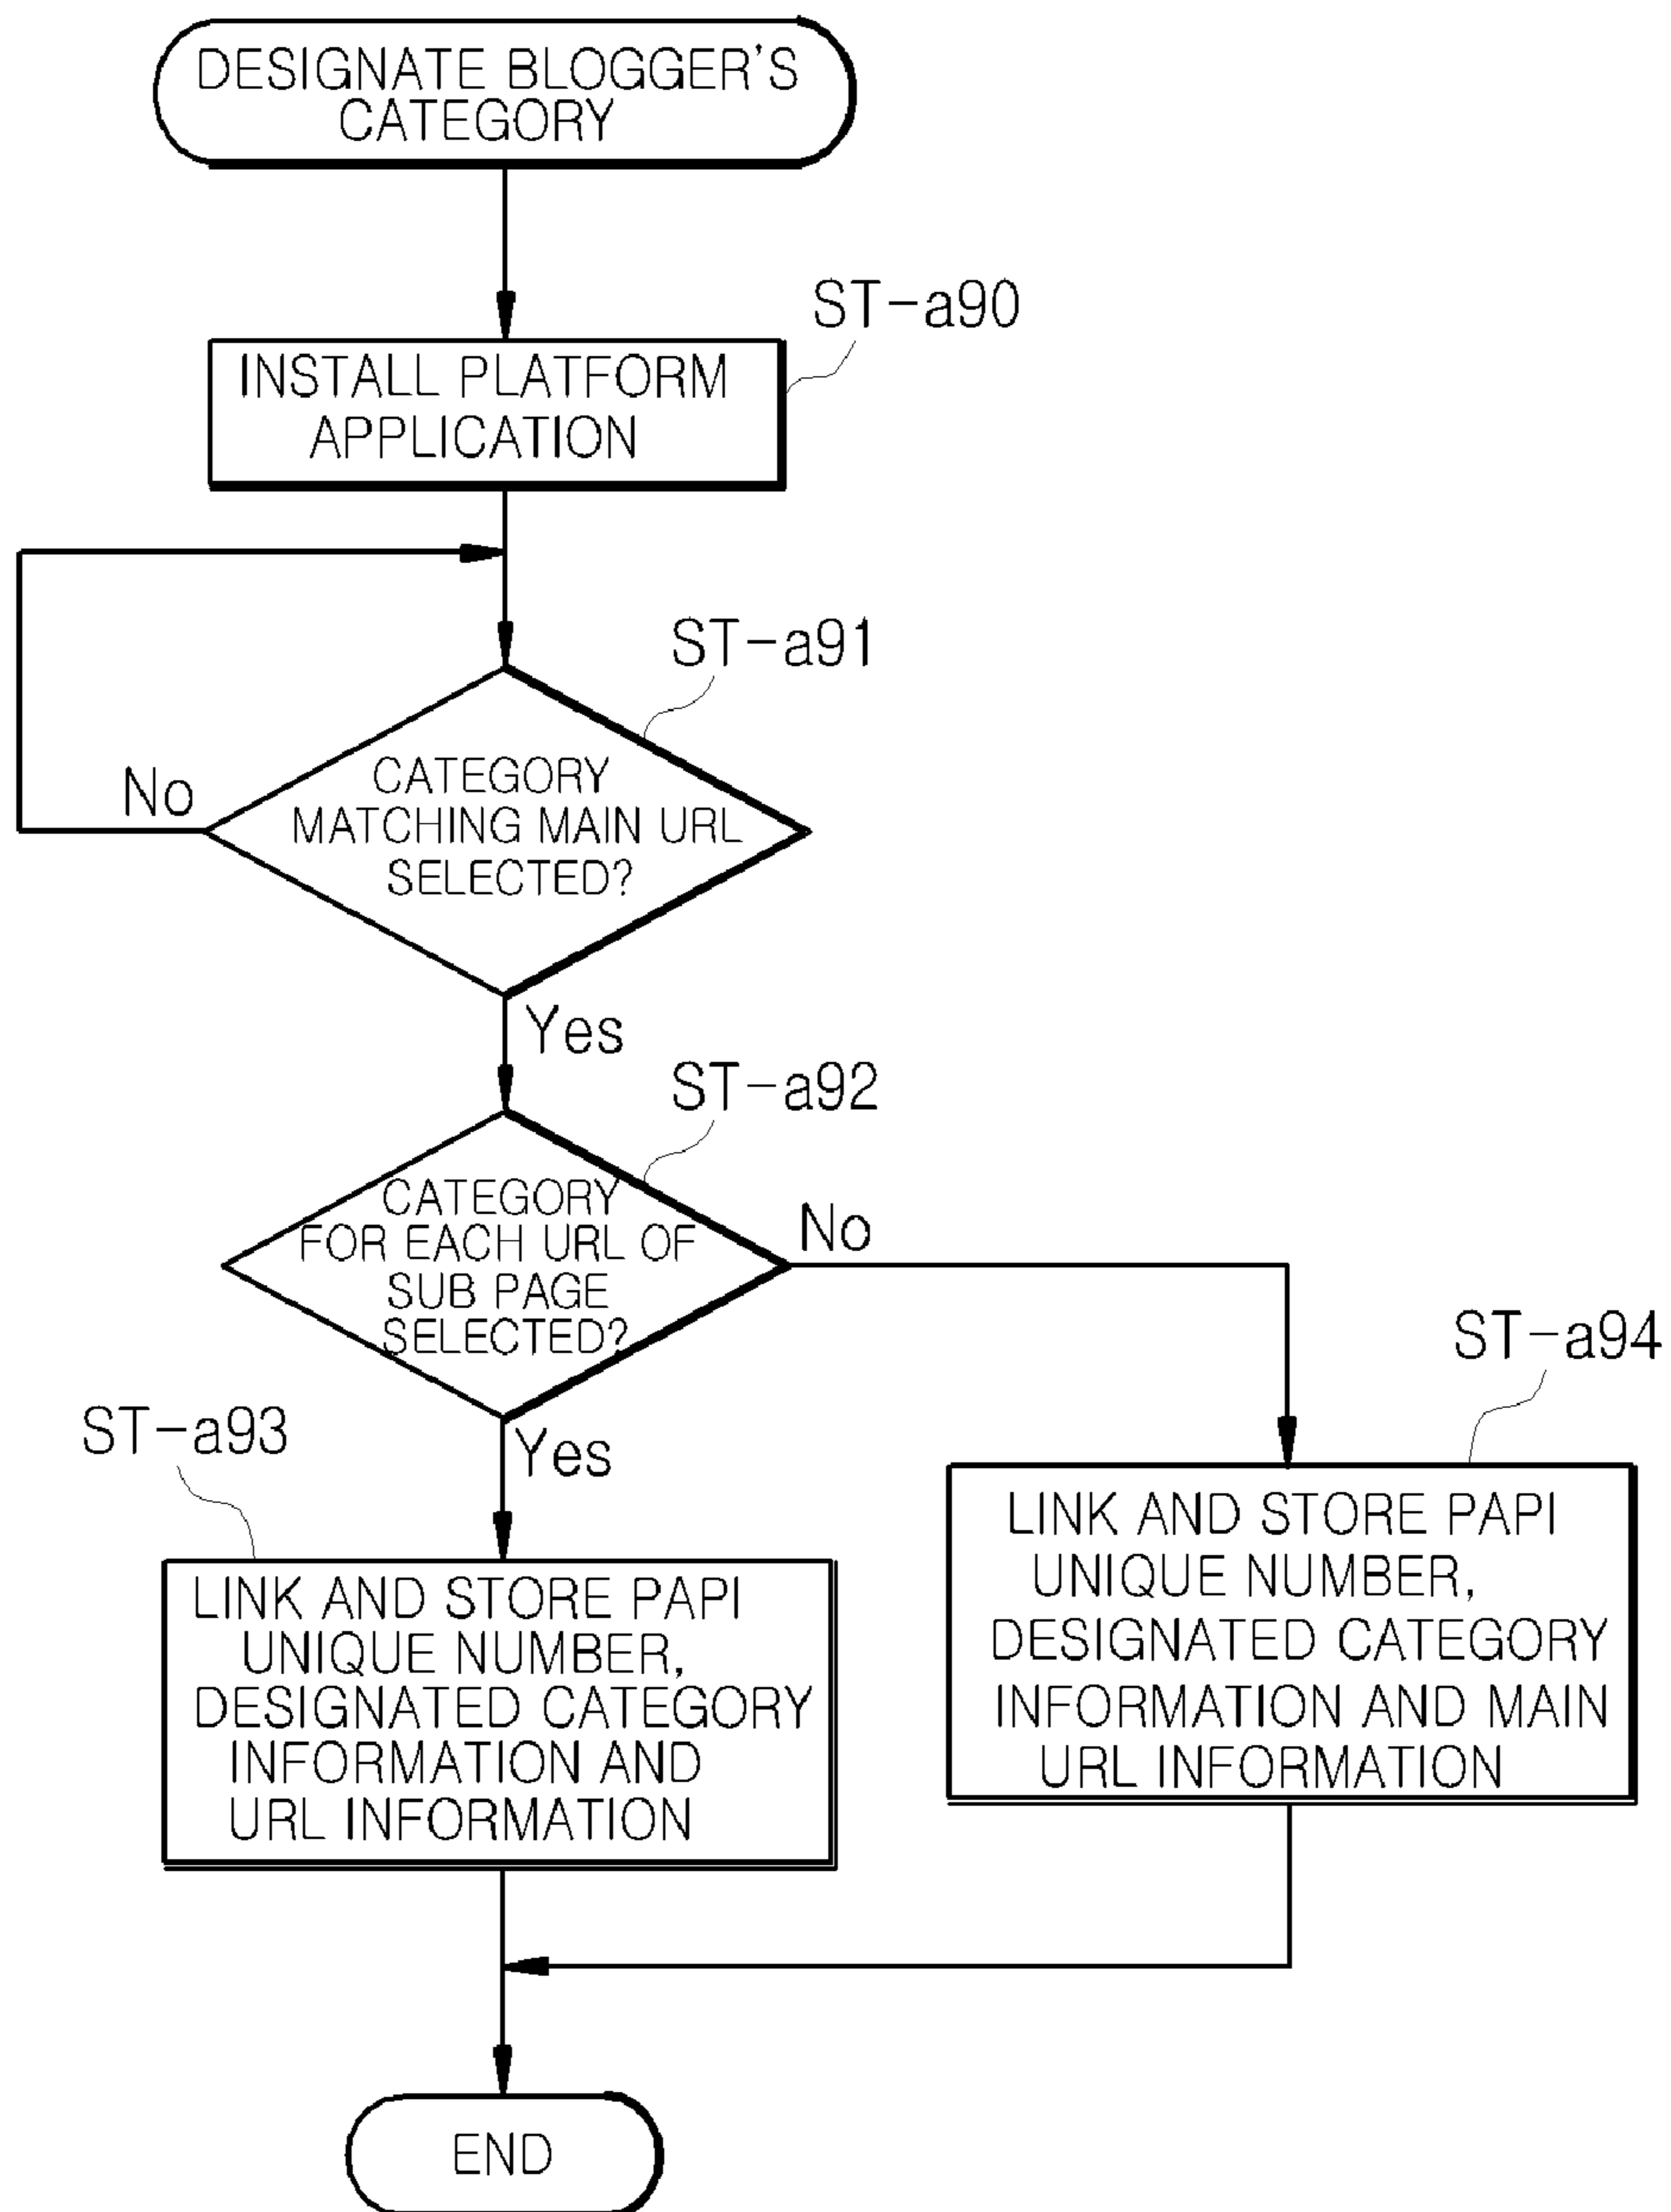 DESIGNATE BLOGGER'S
CATEGORY
ST-a90
INSTALL PLATFORM
APPLICATION
ST-a91
CATEGORY
MATCHING MAIN URL
SELECTED?
No
Yes
ST-a92
CATEGORY
FOR EACH URL OF
SUB PAGE
SELECTED?
No
Yes
ST-a93
LINK AND STORE PAPI
UNIQUE NUMBER,
DESIGNATED CATEGORY
INFORMATION AND
URL INFORMATION
ST-a94
LINK AND STORE PAPI
UNIQUE NUMBER,
DESIGNATED CATEGORY
INFORMATION AND MAIN
URL INFORMATION
END